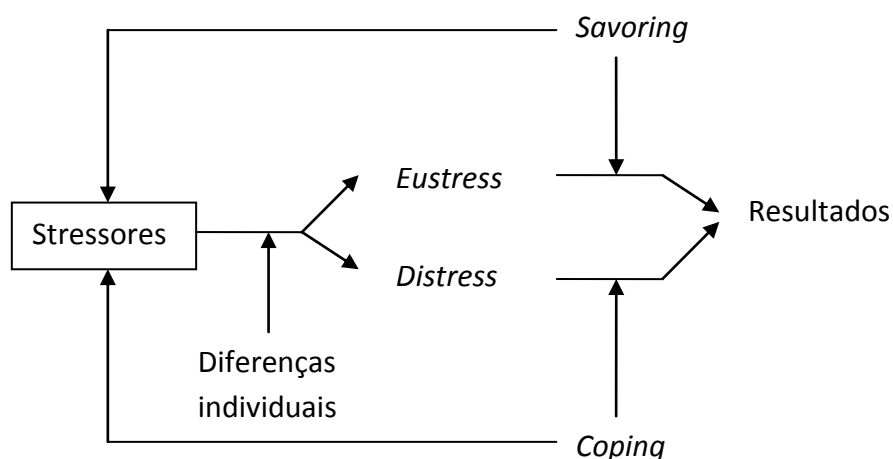 Savoring
Eustress
Stressores
Resultados
Distress
Diferenças
individuais
Coping